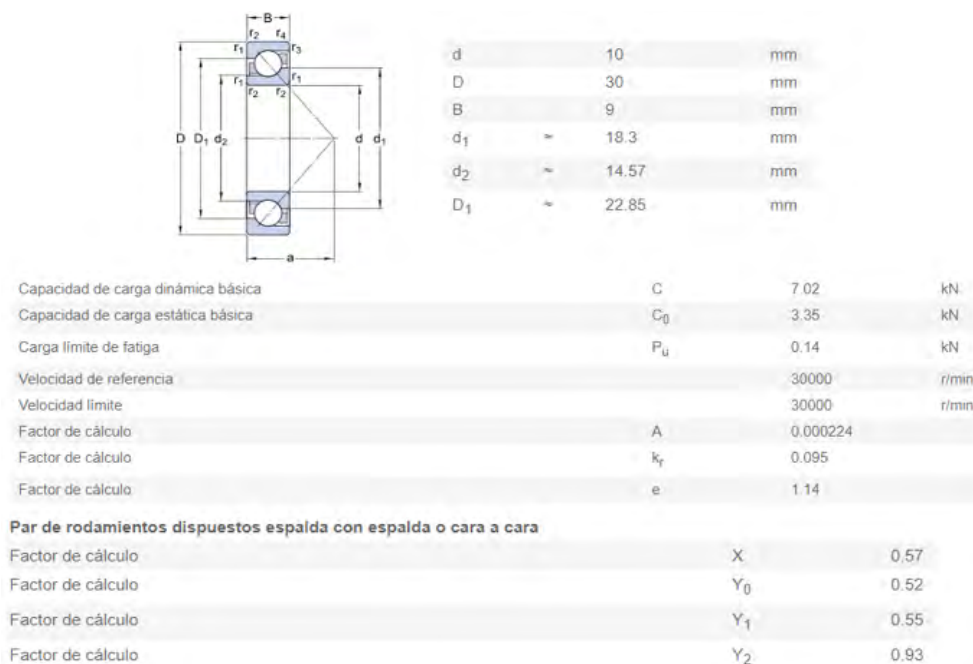 B
r2 r4
r1 r3
r1 r1
r2 r2
D D1 d2 d d1
a
d 10 mm
D 30 mm
B 9 mm
d1 ≈ 18.3 mm
d2 ≈ 14.57 mm
D1 ≈ 22.85 mm
Capacidad de carga dinámica básica C 7.02 kN
Capacidad de carga estática básica C0 3.35 kN
Carga límite de fatiga Pu 0.14 kN
Velocidad de referencia 30000 r/min
Velocidad límite 30000 r/min
Factor de cálculo A 0.000224
Factor de cálculo kr 0.095
Factor de cálculo e 1.14
Par de rodamientos dispuestos espalda con espalda o cara a cara
Factor de cálculo X 0.57
Factor de cálculo Y0 0.52
Factor de cálculo Y1 0.55
Factor de cálculo Y2 0.93